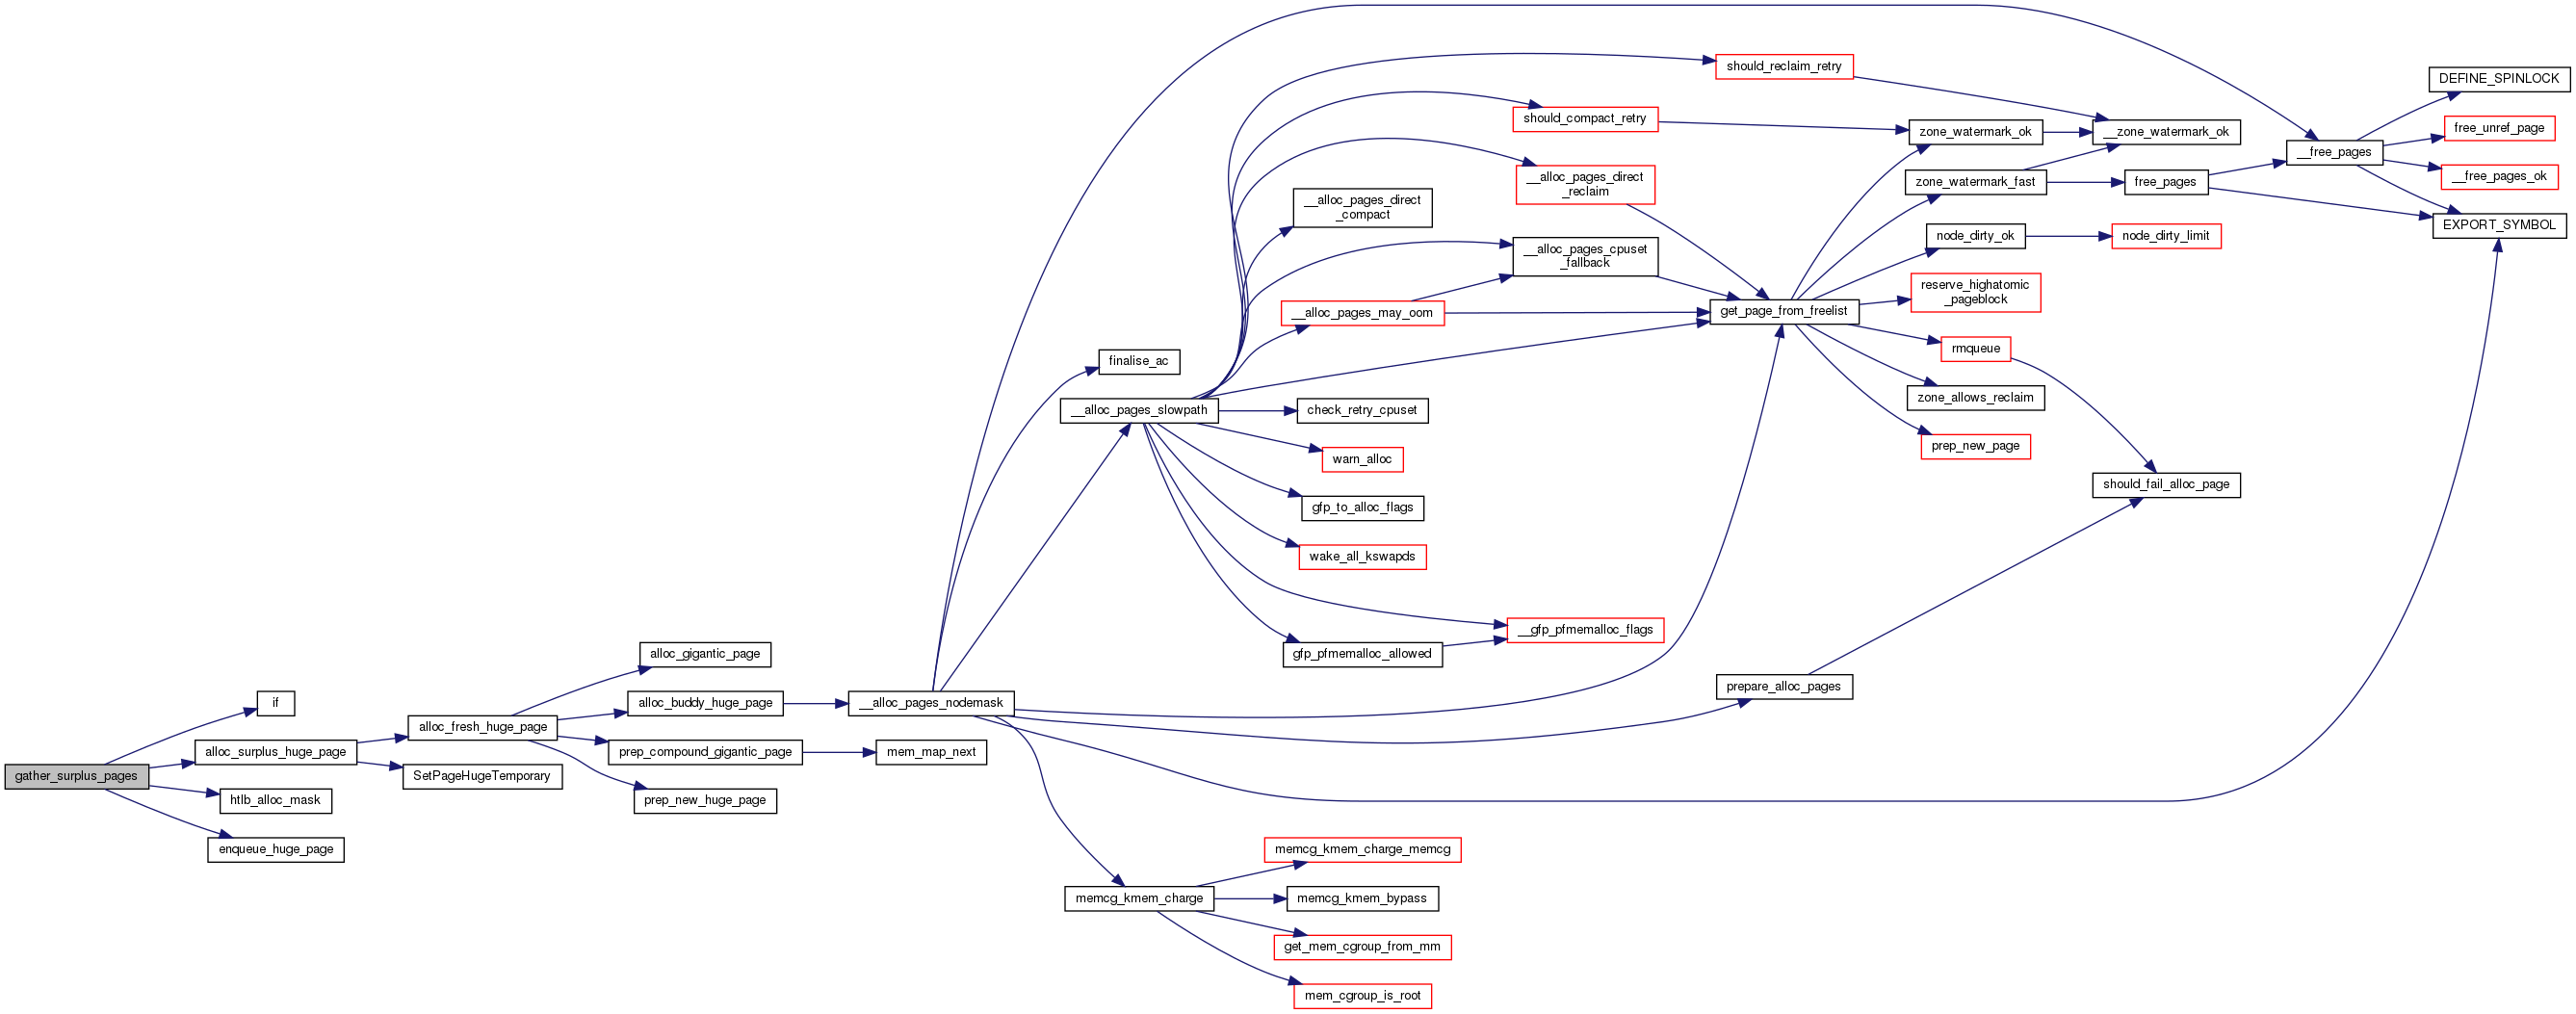 gather_surplus_pages
if
alloc_surplus_huge_page
htlb_alloc_mask
enqueue_huge_page
alloc_fresh_huge_page
SetPageHugeTemporary
alloc_gigantic_page
alloc_buddy_huge_page
prep_compound_gigantic_page
prep_new_huge_page
__alloc_pages_nodemask
mem_map_next
finalise_ac
__alloc_pages_slowpath
memcg_kmem_charge
__alloc_pages_direct
_compact
__alloc_pages_may_oom
check_retry_cpuset
warn_alloc
gfp_to_alloc_flags
wake_all_kswapds
gfp_pfmemalloc_allowed
memcg_kmem_charge_memcg
memcg_kmem_bypass
get_mem_cgroup_from_mm
mem_cgroup_is_root
should_compact_retry
__alloc_pages_direct
_reclaim
__alloc_pages_cpuset
_fallback
__gfp_pfmemalloc_flags
should_reclaim_retry
get_page_from_freelist
prepare_alloc_pages
zone_watermark_ok
zone_watermark_fast
node_dirty_ok
reserve_highatomic
_pageblock
rmqueue
zone_allows_reclaim
prep_new_page
__zone_watermark_ok
free_pages
node_dirty_limit
should_fail_alloc_page
__free_pages
DEFINE_SPINLOCK
free_unref_page
__free_pages_ok
EXPORT_SYMBOL